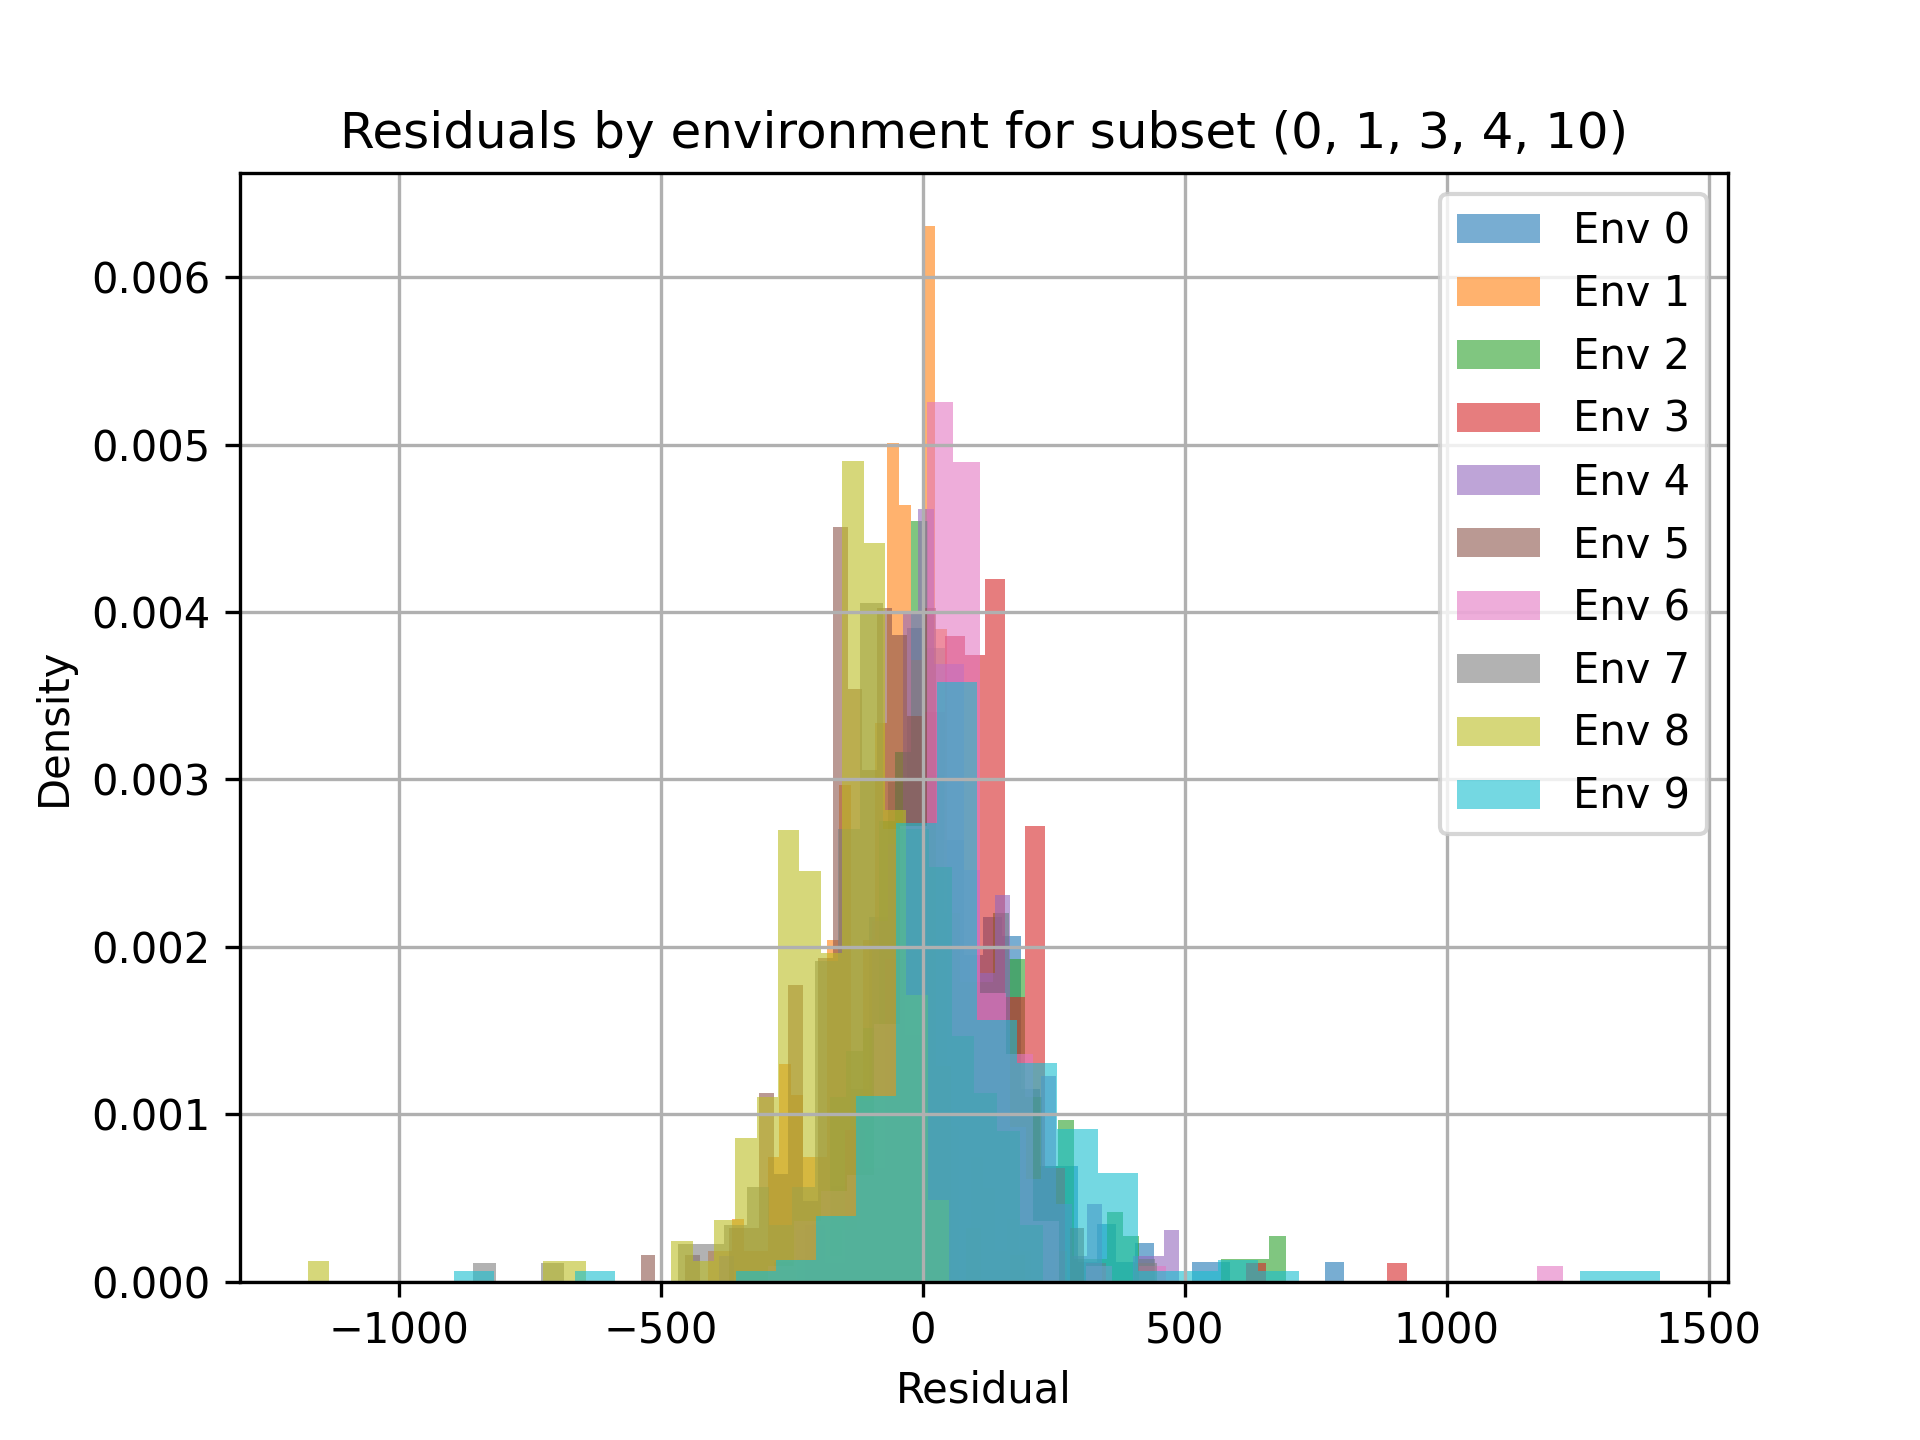 Residuals by environment for subset (0, 1, 3, 4, 10)
Env 0
Env 1
Env 2
Env 3
Env 4
Env 5
Env 6
Env 7
Env 8
Env 9
Density
0.006
0.005
0.004
0.003
0.002
0.001
0.000
−1000
−500
0
500
1000
1500
Residual